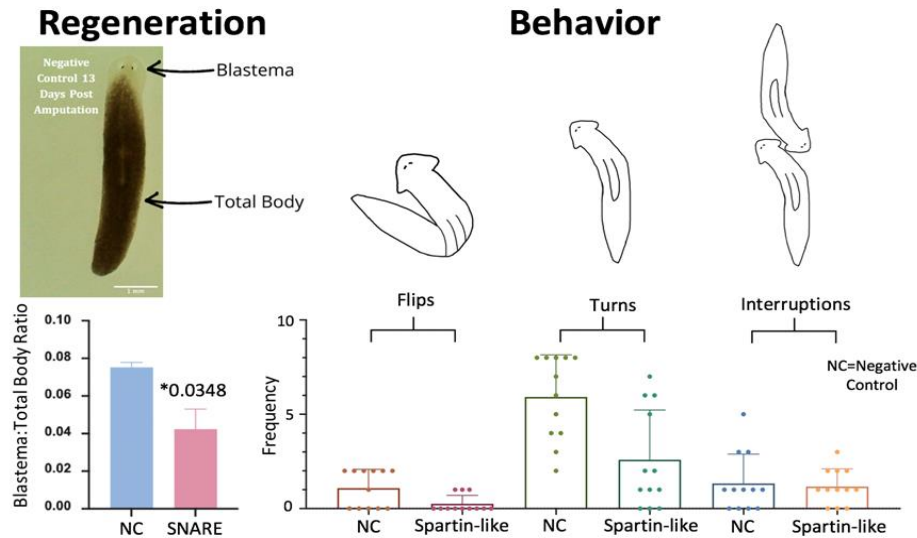 Regeneration
Behavior
Negative
Control 13
Days Post
Amputation
Blastema
Total Body
1 mm
Flips
Turns
Interruptions
NC=Negative
Control
Blastema:Total Body Ratio
0.10
0.08
0.06
0.04
0.02
0.00
*0.0348
NC
SNARE
Frequency
10
5
0
NC
Spartin-like
NC
Spartin-like
NC
Spartin-like